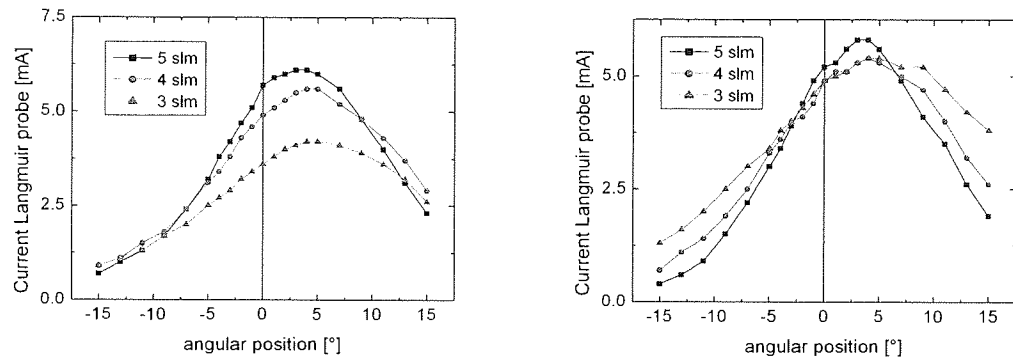 7.5
5.0
2.5
0.0
Current Langmuir probe [mA]
5 slm
4 slm
3 slm
-15 -10 -5 0 5 10 15
angular position [°]
5.0
2.5
0.0
Current Langmuir probe [mA]
5 slm
4 slm
3 slm
-15 -10 -5 0 5 10 15
angular position [°]